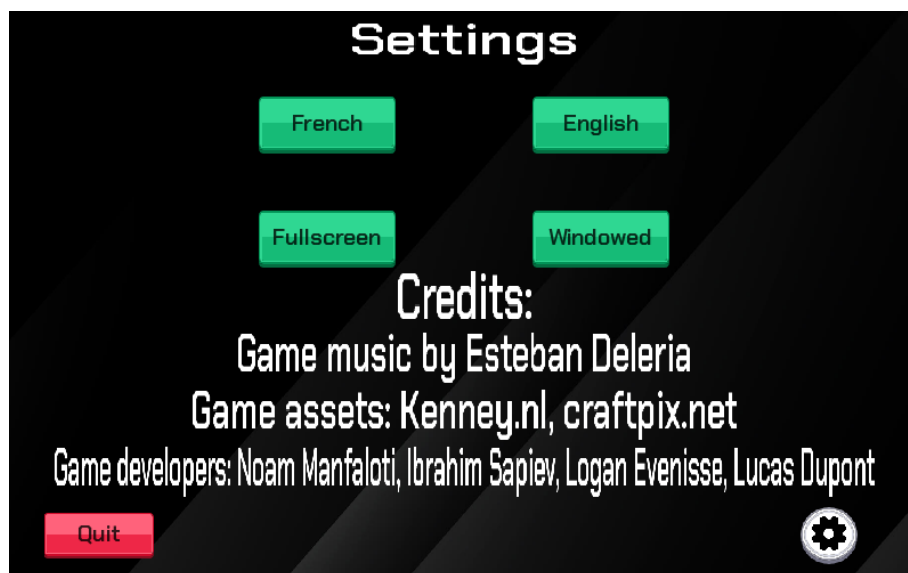 Settings
French English
Fullscreen Windowed
Credits:
Game music by Esteban Deleria
Game assets: Kenney.nl, craftpix.net
Game developers: Noam Manfaloti, Ibrahim Sapiev, Logan Evenisse, Lucas Dupont
Quit